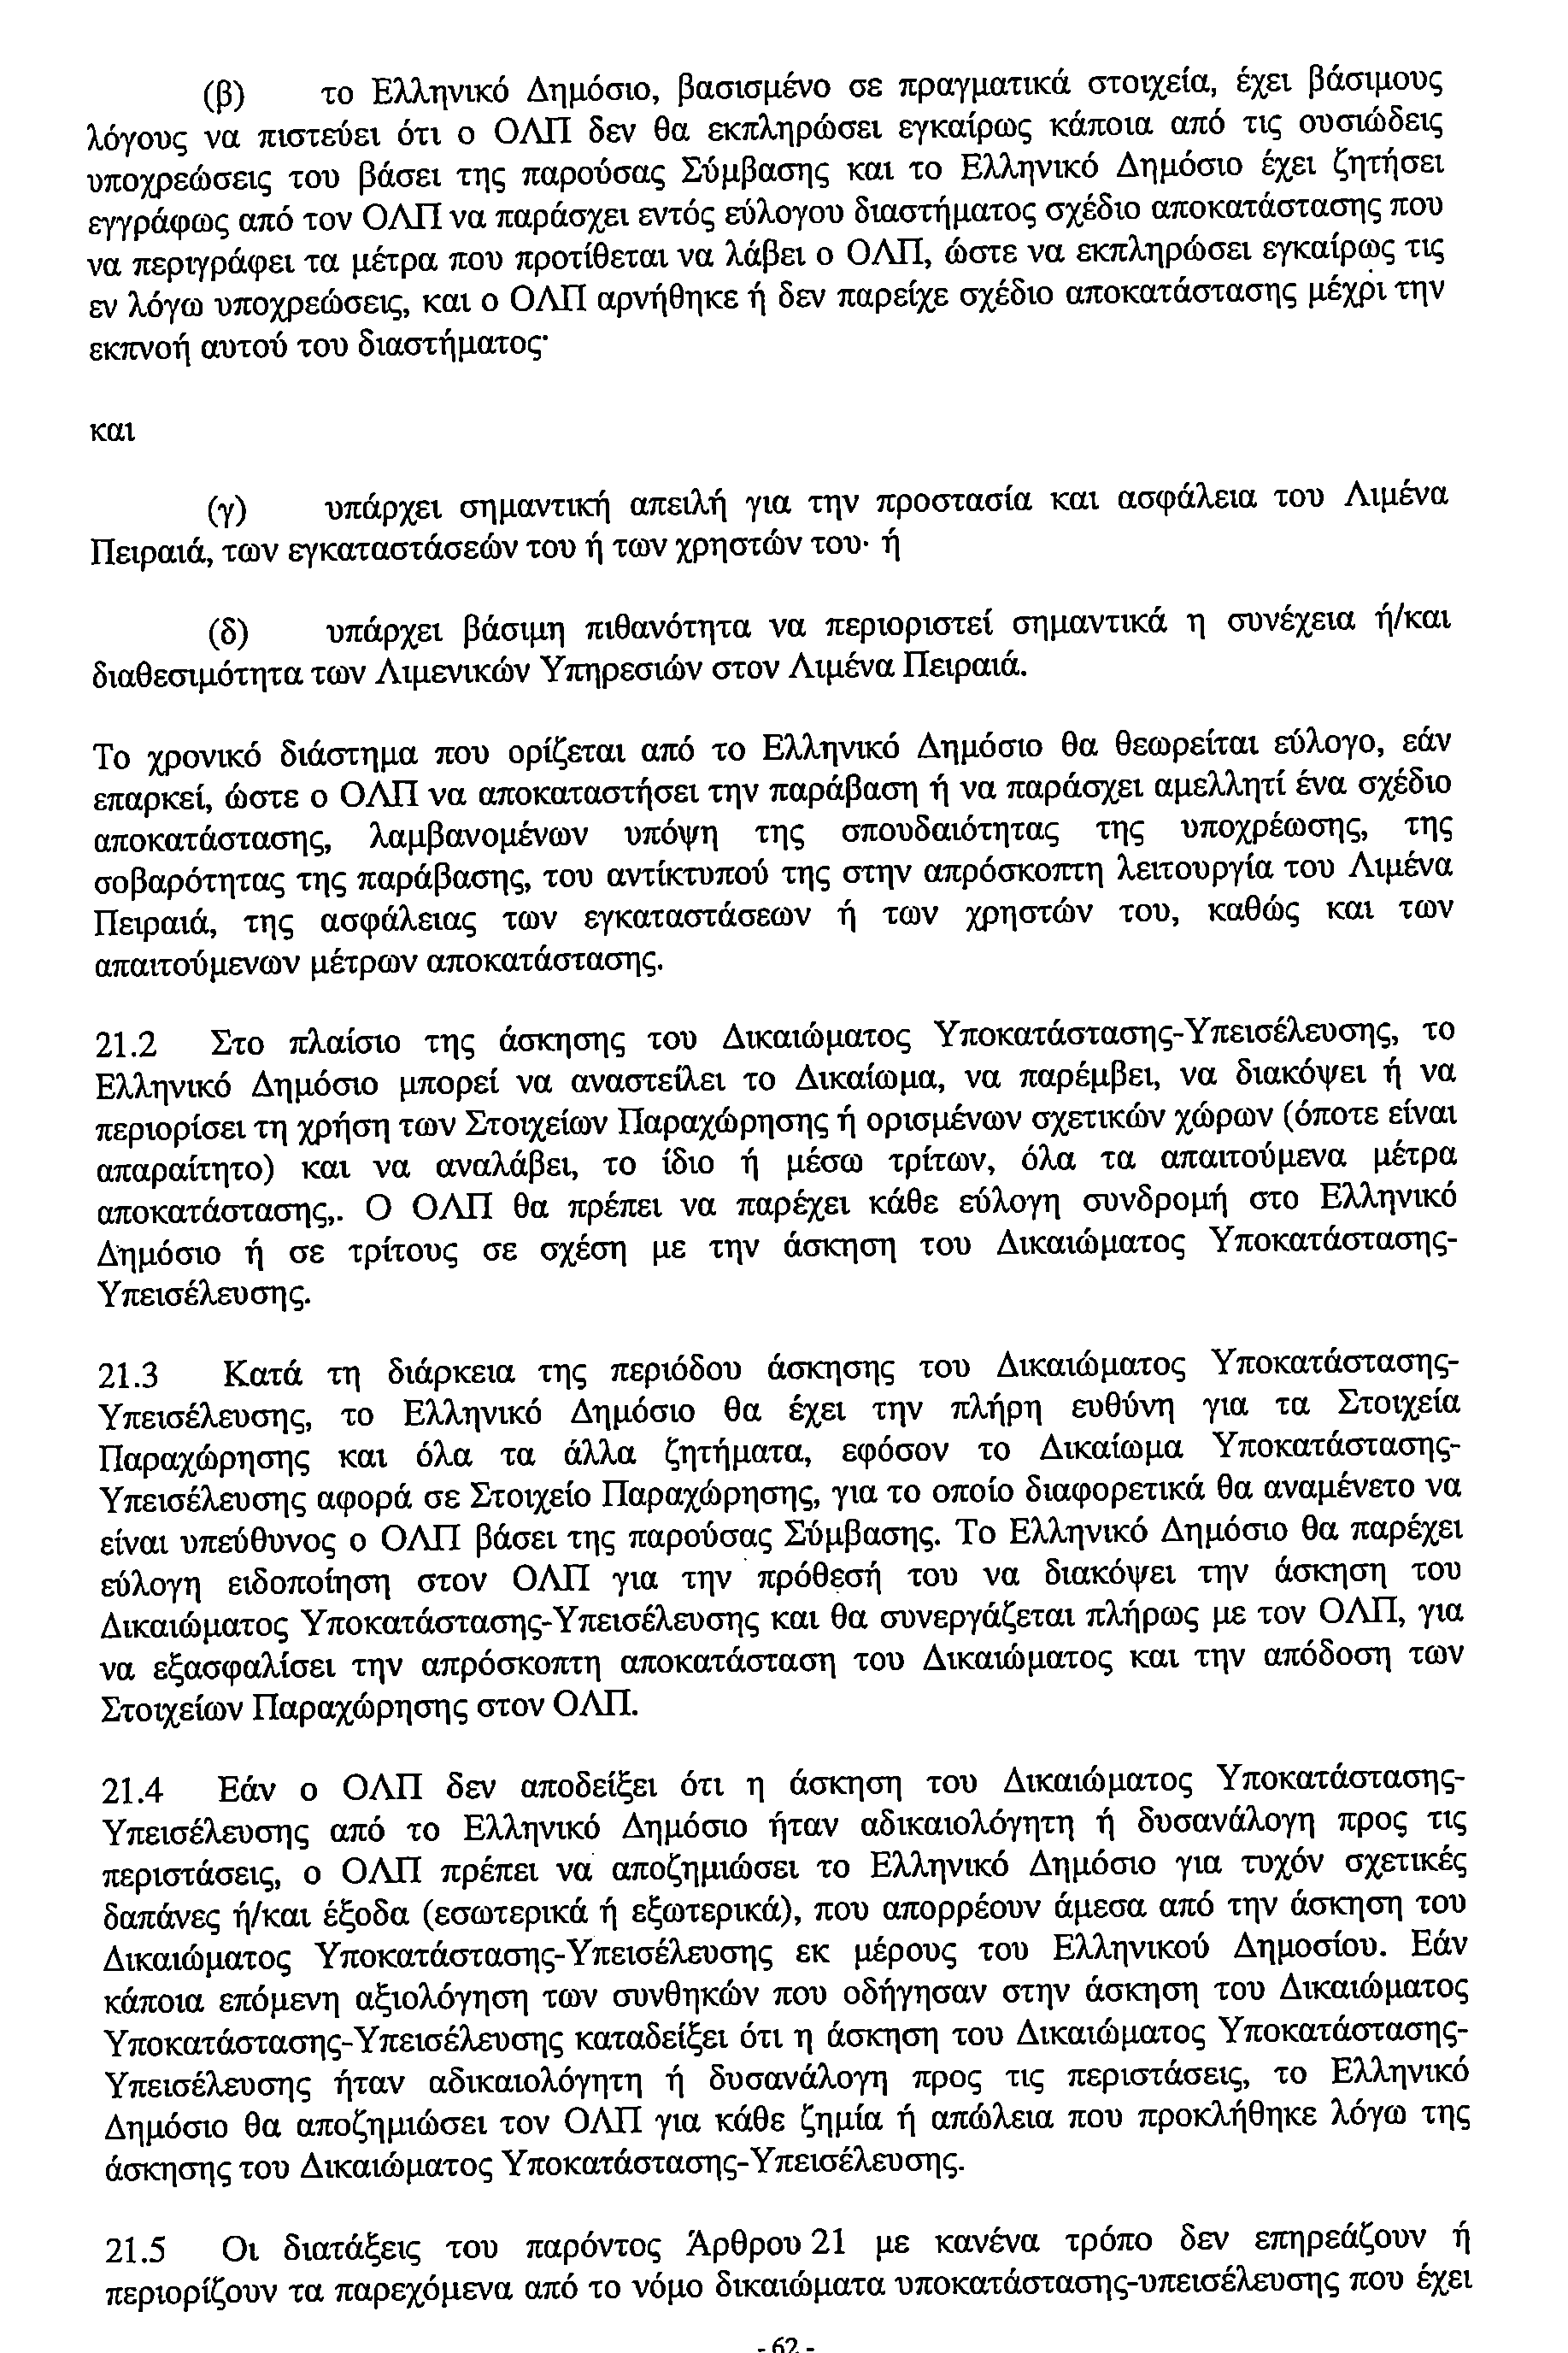 (β) το Ελληνικό Δημόσιο, βασισμένο σε πραγματικά στοιχεία, έχει βάσιμους
λόγους να πιστεύει ότι ο ΟΛΠ δεν θα εκπληρώσει εγκαίρως κάποια από τις ουσιώδεις
υποχρεώσεις του βάσει της παρούσας Σύμβασης και το Ελληνικό Δημόσιο έχει ζητήσει
εγγράφως από τον ΟΛΠ να παράσχει εντός εύλογου διαστήματος σχέδιο αποκατάστασης που
να περιγράφει τα μέτρα που προτίθεται να λάβει ο ΟΛΠ, ώστε να εκπληρώσει εγκαίρως τις
εν λόγω υποχρεώσεις, και ο ΟΛΠ αρνήθηκε ή δεν παρείχε σχέδιο αποκατάστασης μέχρι την
εκπνοή αυτού του διαστήματος·
και
(γ) υπάρχει σημαντική απειλή για την προστασία και ασφάλεια του Λιμένα
Πειραιά, των εγκαταστάσεών του ή των χρηστών του· ή
(δ) υπάρχει βάσιμη πιθανότητα να περιοριστεί σημαντικά η συνέχεια ή/και
διαθεσιμότητα των Λιμενικών Υπηρεσιών στον Λιμένα Πειραιά.
Το χρονικό διάστημα που ορίζεται από το Ελληνικό Δημόσιο θα θεωρείται εύλογο, εάν
επαρκεί, ώστε ο ΟΛΠ να αποκαταστήσει την παράβαση ή να παράσχει αμελλητί ένα σχέδιο
αποκατάστασης, λαμβανομένων υπόψη της σπουδαιότητας της υποχρέωσης, της
σοβαρότητας της παράβασης, του αντίκτυπού της στην απρόσκοπτη λειτουργία του Λιμένα
Πειραιά, της ασφάλειας των εγκαταστάσεων ή των χρηστών του, καθώς και των
απαιτούμενων μέτρων αποκατάστασης.
21.2 Στο πλαίσιο της άσκησης του Δικαιώματος Υποκατάστασης-Υπεισέλευσης, το
Ελληνικό Δημόσιο μπορεί να αναστείλει το Δικαίωμα, να παρέμβει, να διακόψει ή να
περιορίσει τη χρήση των Στοιχείων Παραχώρησης ή ορισμένων σχετικών χώρων (όποτε είναι
απαραίτητο) και να αναλάβει, το ίδιο ή μέσω τρίτων, όλα τα απαιτούμενα μέτρα
αποκατάστασης,. Ο ΟΛΠ θα πρέπει να παρέχει κάθε εύλογη συνδρομή στο Ελληνικό
Δημόσιο ή σε τρίτους σε σχέση με την άσκηση του Δικαιώματος Υποκατάστασης-
Υπεισέλευσης.
21.3 Κατά τη διάρκεια της περιόδου άσκησης του Δικαιώματος Υποκατάστασης-
Υπεισέλευσης, το Ελληνικό Δημόσιο θα έχει την πλήρη ευθύνη για τα Στοιχεία
Παραχώρησης και όλα τα άλλα ζητήματα, εφόσον το Δικαίωμα Υποκατάστασης-
Υπεισέλευσης αφορά σε Στοιχείο Παραχώρησης, για το οποίο διαφορετικά θα αναμένετο να
είναι υπεύθυνος ο ΟΛΠ βάσει της παρούσας Σύμβασης. Το Ελληνικό Δημόσιο θα παρέχει
εύλογη ειδοποίηση στον ΟΛΠ για την πρόθεσή του να διακόψει την άσκηση του
Δικαιώματος Υποκατάστασης-Υπεισέλευσης και θα συνεργάζεται πλήρως με τον ΟΛΠ, για
να εξασφαλίσει την απρόσκοπτη αποκατάσταση του Δικαιώματος και την απόδοση των
Στοιχείων Παραχώρησης στον ΟΛΠ.
21.4 Εάν ο ΟΛΠ δεν αποδείξει ότι η άσκηση του Δικαιώματος Υποκατάστασης-
Υπεισέλευσης από το Ελληνικό Δημόσιο ήταν αδικαιολόγητη ή δυσανάλογη προς τις
περιστάσεις, ο ΟΛΠ πρέπει να αποζημιώσει το Ελληνικό Δημόσιο για τυχόν σχετικές
δαπάνες ή/και έξοδα (εσωτερικά ή εξωτερικά), που απορρέουν άμεσα από την άσκηση του
Δικαιώματος Υποκατάστασης-Υπεισέλευσης εκ μέρους του Ελληνικού Δημοσίου. Εάν
κάποια επόμενη αξιολόγηση των συνθηκών που οδήγησαν στην άσκηση του Δικαιώματος
Υποκατάστασης-Υπεισέλευσης καταδείξει ότι η άσκηση του Δικαιώματος Υποκατάστασης-
Υπεισέλευσης ήταν αδικαιολόγητη ή δυσανάλογη προς τις περιστάσεις, το Ελληνικό
Δημόσιο θα αποζημιώσει τον ΟΛΠ για κάθε ζημία ή απώλεια που προκλήθηκε λόγω της
άσκησης του Δικαιώματος Υποκατάστασης-Υπεισέλευσης.
21.5 Οι διατάξεις του παρόντος Άρθρου 21 με κανένα τρόπο δεν επηρεάζουν ή
περιορίζουν τα παρεχόμενα από το νόμο δικαιώματα υποκατάστασης-υπεισέλευσης που έχει
- 62 -